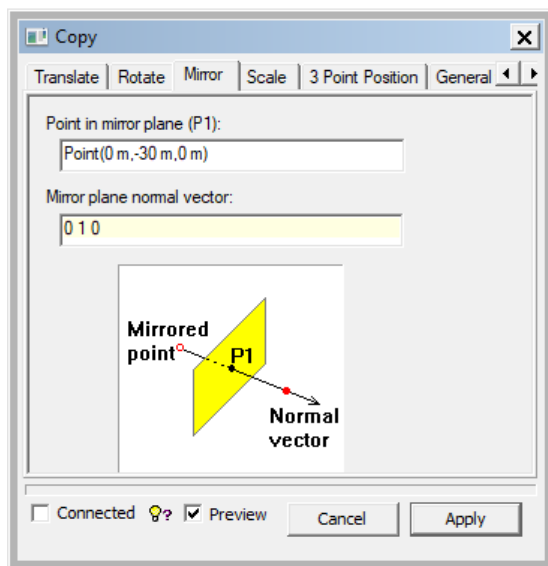 Copy
Translate Rotate Mirror Scale 3 Point Position General
Point in mirror plane (P1):
Point(0 m,-30 m,0 m)
Mirror plane normal vector:
0 1 0
Mirrored
point P1
Normal
vector
Connected ? Preview Cancel Apply